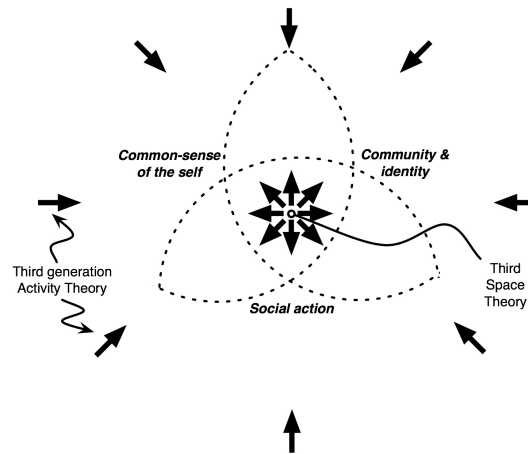 Common-sense
of the self
Community &
identity
Third generation
Activity Theory
Third
Space
Theory
Social action